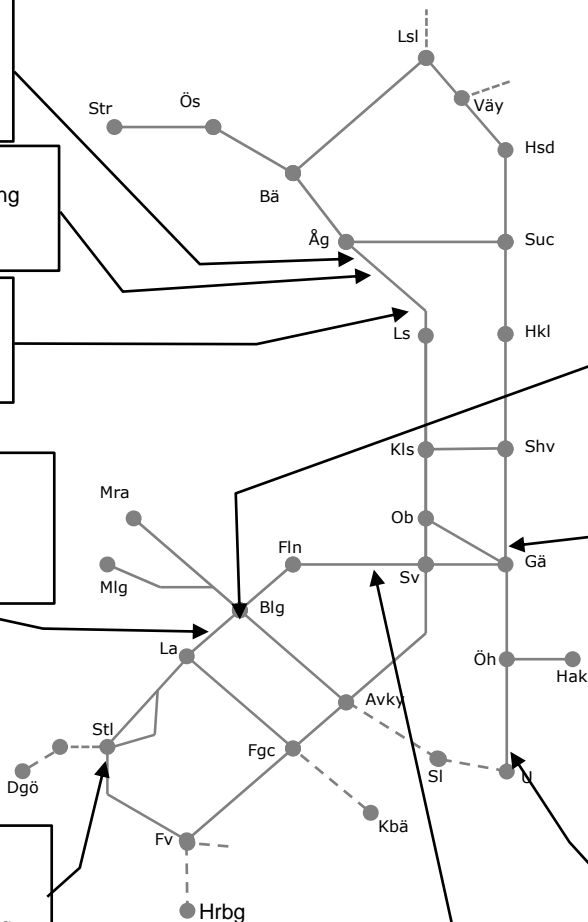 Lsl
Väy
Str
Ös
Hsd
ng
Bä
Åg
Suc
Ls
Hkl
Kls
Shv
Mra
Ob
Fln
Gä
Mlg
Sv
Blg
La
Öh
Hak
Avky
Stl
Fgc
Sl
U
Dgö
Kbä
Fv
Hrbg